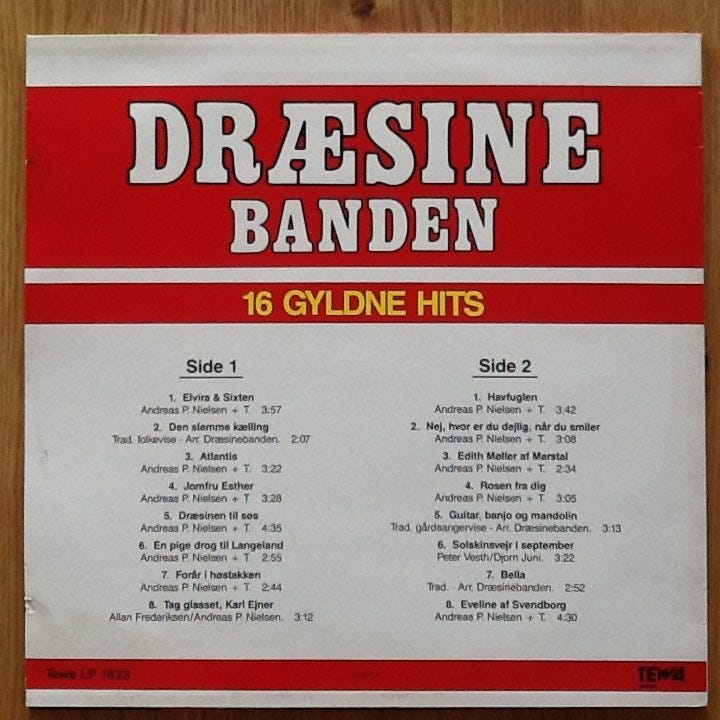 DRÆSINE
BANDEN
16 GYLDNE HITS
Side 1
1. Elvira & Sixten
Andreas P. Nielsen + T. 3:57
2. Den slemme kælling
Trad. folkevise - Arr. Dræsinebanden. 2:07
3. Atlantis
Andreas P. Nielsen + T. 3:22
4. Jomfru Esther
Andreas P. Nielsen + T 3:28
5. Dræsinen til søs
Andreas P. Nielsen + T. 4:35
6. En pige drog til Langeland
Andreas P. Nielsen + T. 2:55
7. Forår i høstakken
Andreas P. Nielsen + T. 2:44
8. Tag glasset, Karl Ejner
Allan Frederiksen/Andreas P. Nielsen. 3:12
Side 2
1. Havfuglen
Andreas P. Nielsen + T. 3:42
2. Nej, hvor er du dejlig, når du smiler
Andreas P. Nielsen + T. 3:08
3. Edith Møller af Marstal
Andreas P. Nielsen + T. 2:34
4. Rosen fra dig
Andreas P. Nielsen + T. 3:05
5. Guitar, banjo og mandolin
Trad. gårdsangervise - Arr. Dræsinebanden. 3:13
6. Solskinsvejr i september
Peter Vesth/Djorn Juni. 3:22
7. Bella
Trad. Arr. Dræsinebanden. 2:52
8. Eveline af Svendborg
Andreas P. Nielsen + T. 4:30
Tewa LP 1823
TEWA